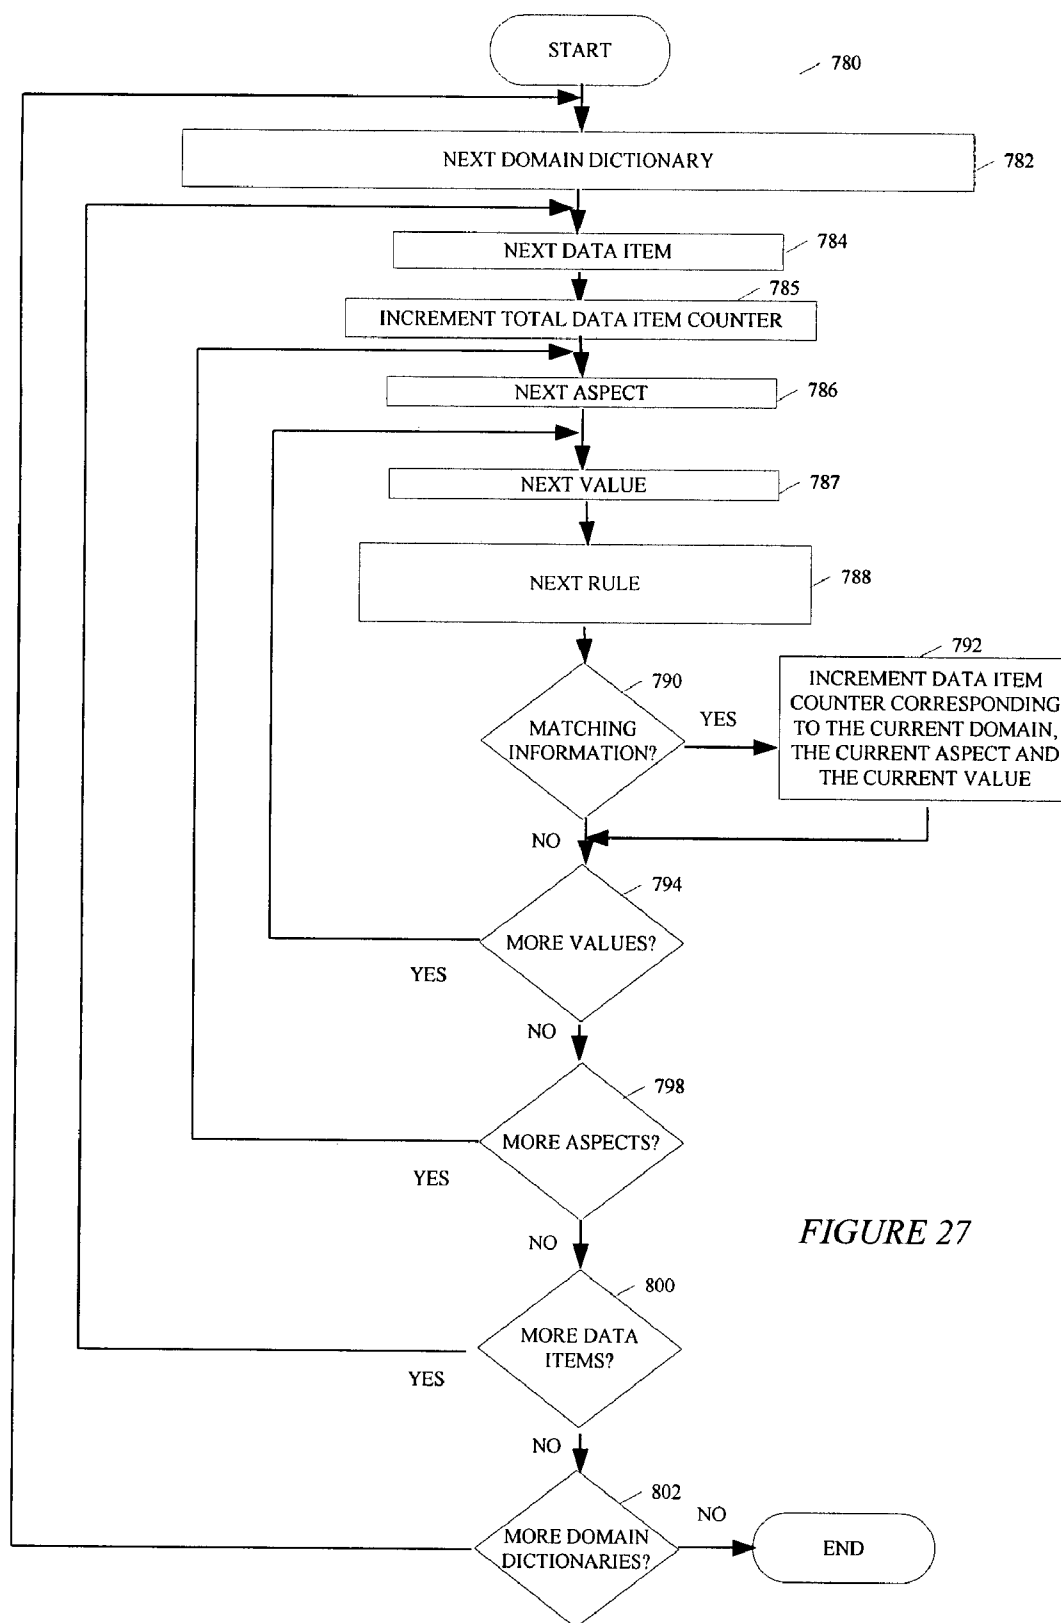 START
780
NEXT DOMAIN DICTIONARY
782
NEXT DATA ITEM
784
785
INCREMENT TOTAL DATA ITEM COUNTER
NEXT ASPECT
786
NEXT VALUE
787
NEXT RULE
788
790
MATCHING
INFORMATION?
YES
792
INCREMENT DATA ITEM
COUNTER CORRESPONDING
TO THE CURRENT DOMAIN,
THE CURRENT ASPECT AND
THE CURRENT VALUE
NO
794
MORE VALUES?
YES
NO
798
MORE ASPECTS?
YES
NO
FIGURE 27
800
MORE DATA
ITEMS?
YES
NO
802
MORE DOMAIN
DICTIONARIES?
NO
END